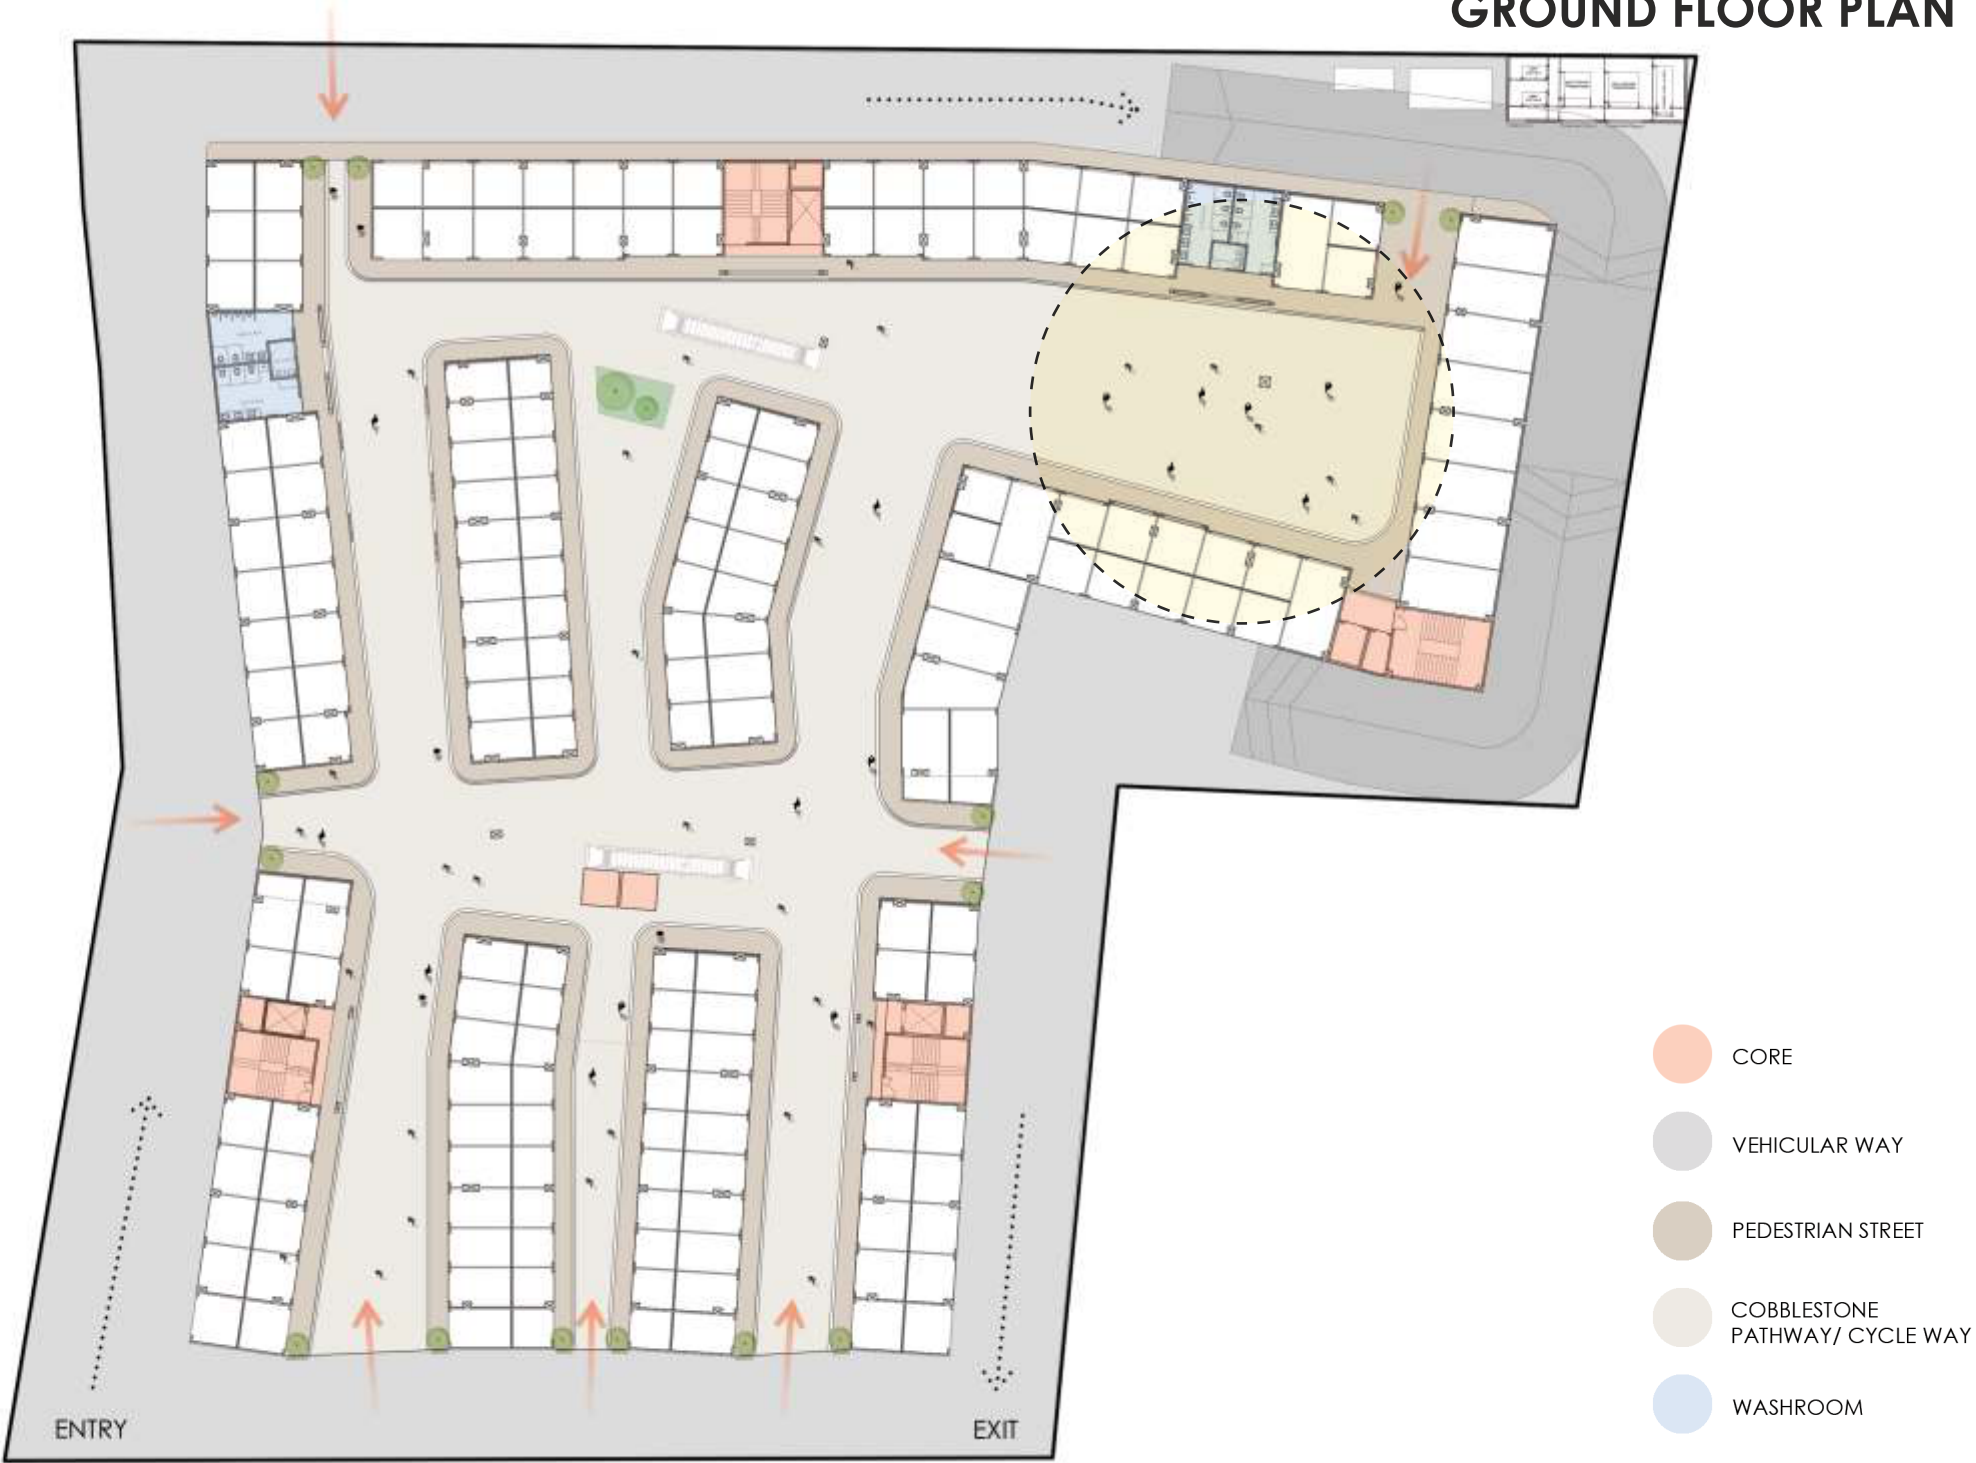 GROUND FLOOR PLAN
CORE
VEHICULAR WAY
PEDESTRIAN STREET
COBBLESTONE
PATHWAY/ CYCLE WAY
WASHROOM
ENTRY
EXIT